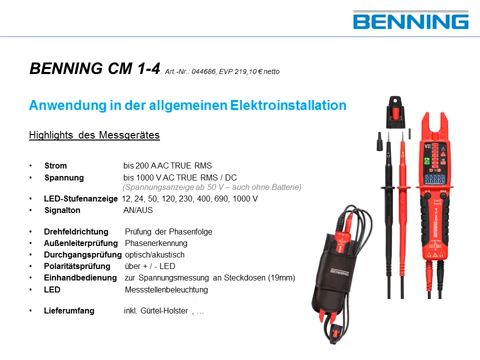 BENNING
BENNING CM 1-4 Art.-Nr.: 044686, EVP 219,10 € netto
Anwendung in der allgemeinen Elektroinstallation
Highlights des Messgerätes
• Strom bis 200 A AC TRUE RMS
• Spannung bis 1000 V AC TRUE RMS / DC
(Spannungsanzeige ab 50 V – auch ohne Batterie)
• LED-Stufenanzeige 12, 24, 50, 120, 230, 400, 690, 1000 V
• Signalton AN/AUS
• Drehfeldrichtung Prüfung der Phasenfolge
• Außenleiterprüfung Phasenerkennung
• Durchgangsprüfung optisch/akustisch
• Polaritätsprüfung über + / - LED
• Einhandbedienung zur Spannungsmessung an Steckdosen (19mm)
• LED Messstellenbeleuchtung
• Lieferumfang inkl. Gürtel-Holster , …
BENNING